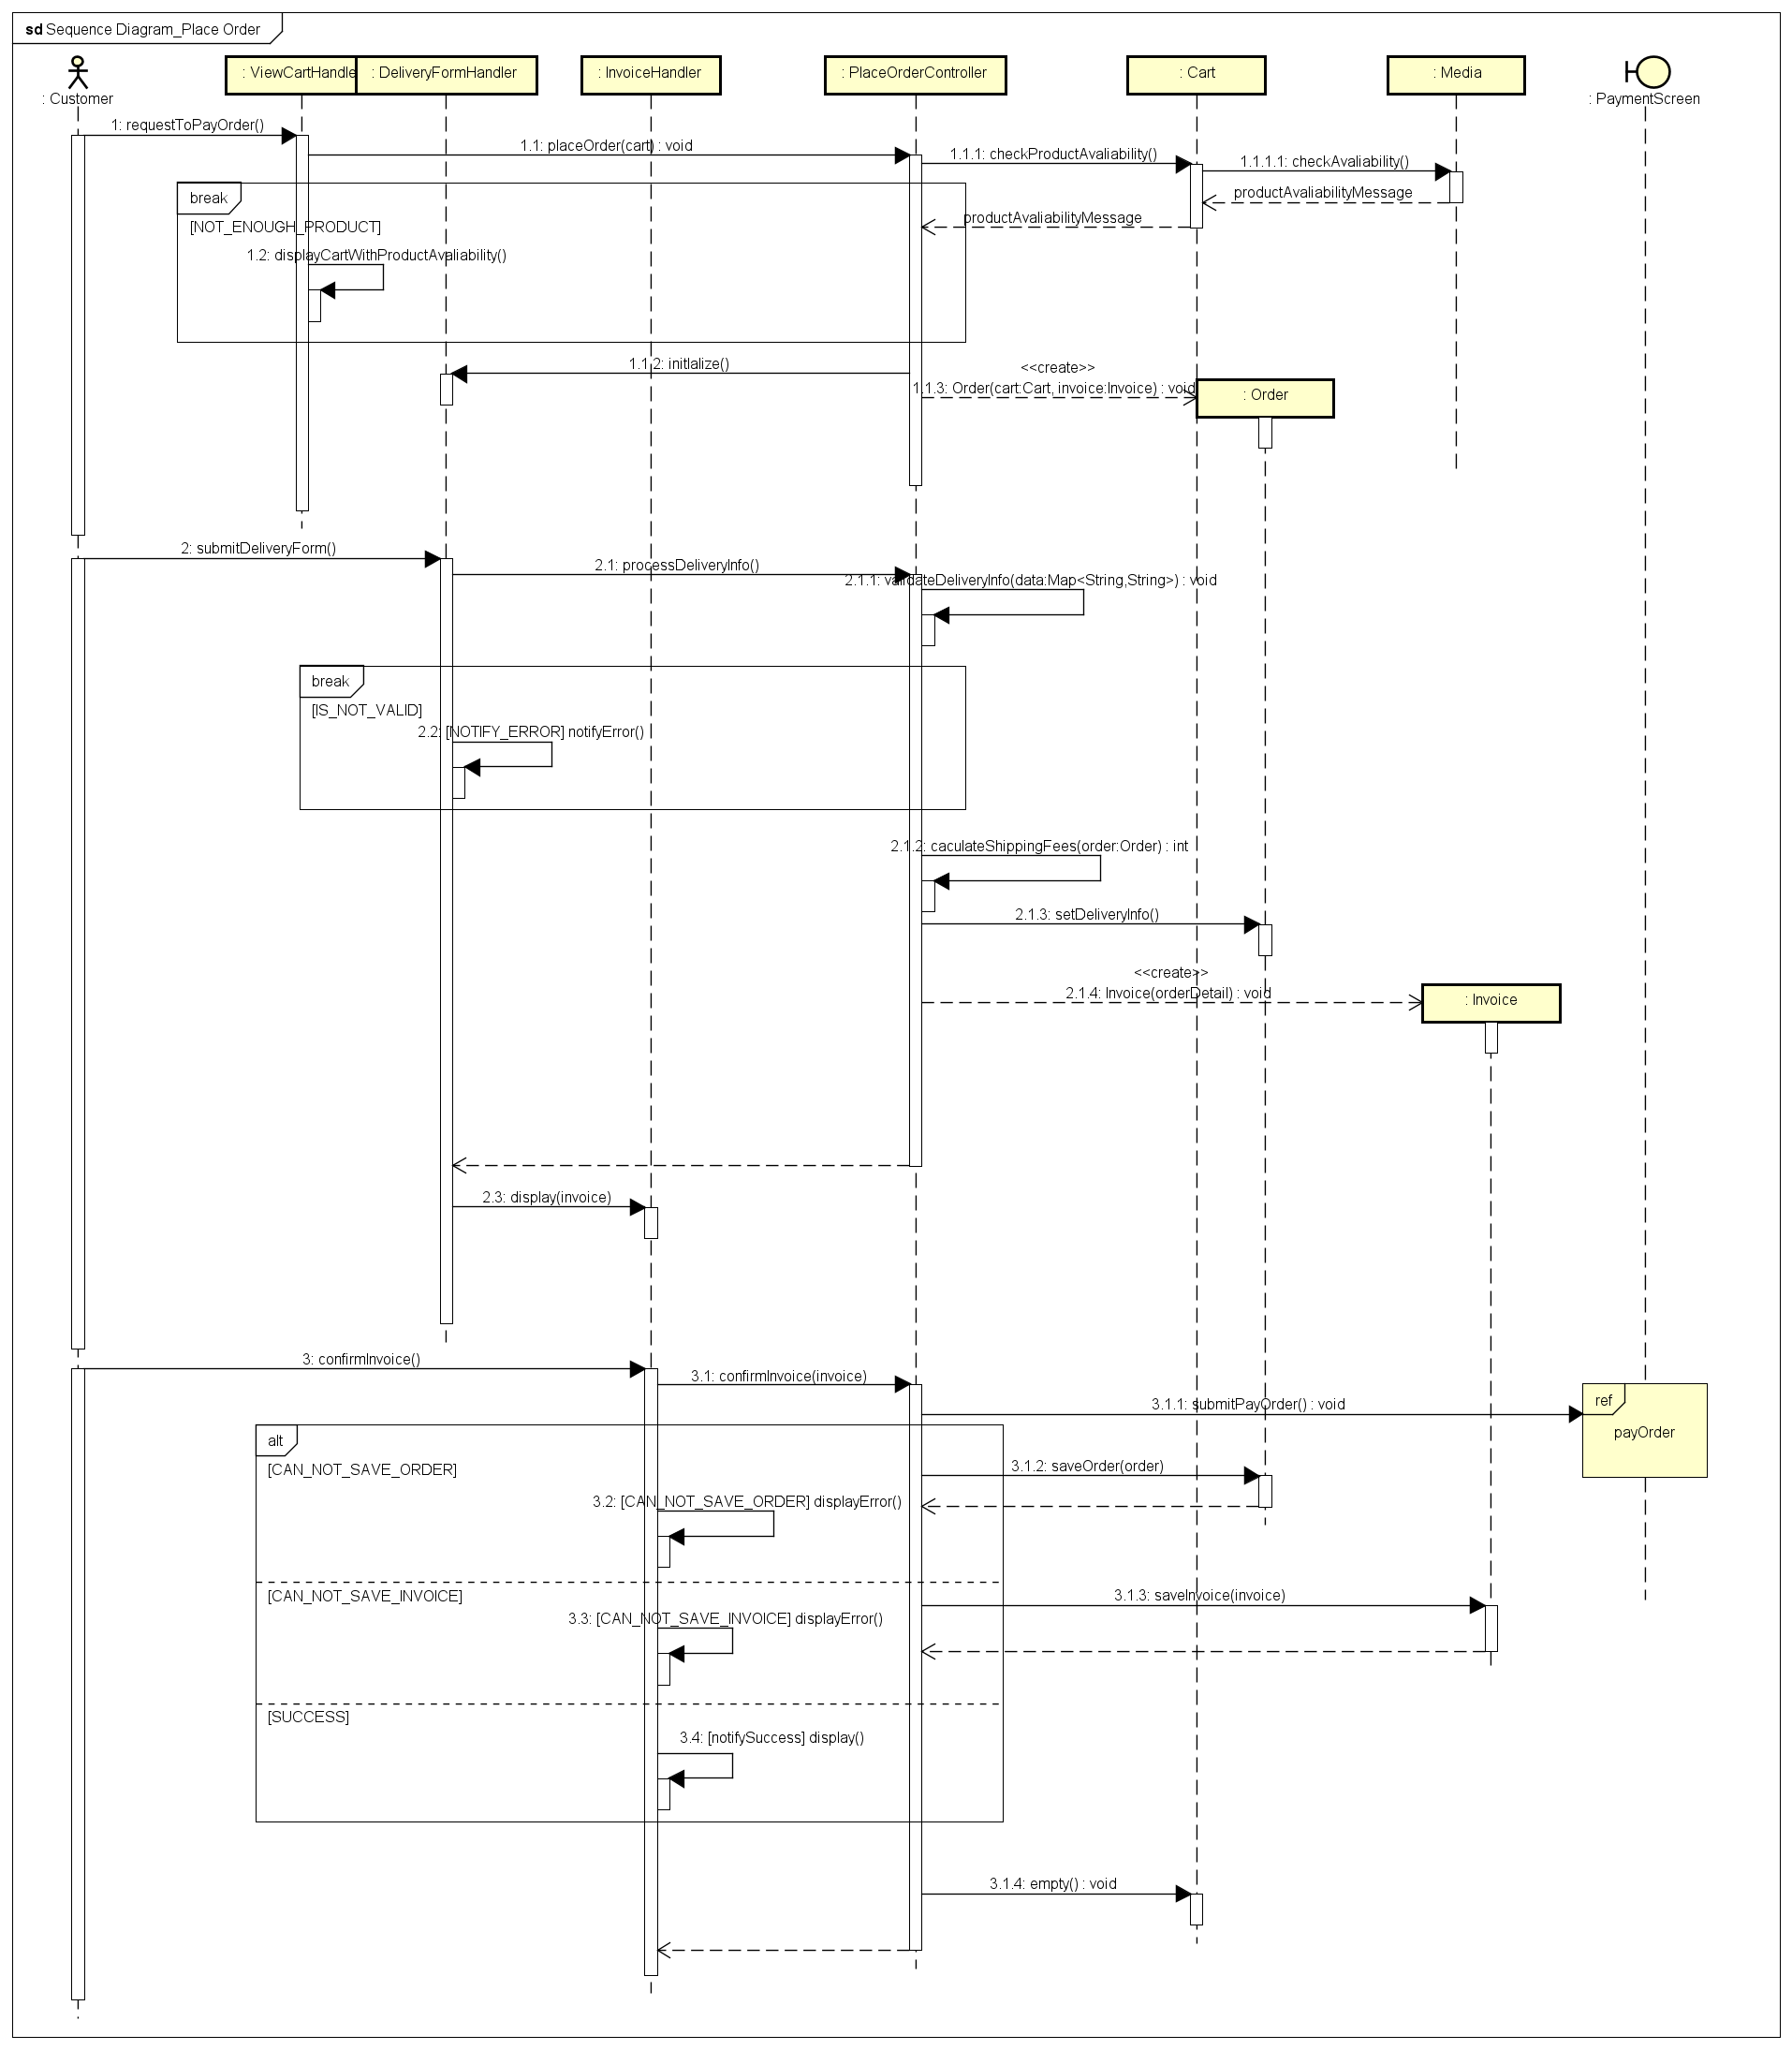 sd Sequence Diagram_Place Order
: Customer
: ViewCartHandle
: DeliveryFormHandler
: InvoiceHandler
: PlaceOrderController
: Cart
: Media
: PaymentScreen
1: requestToPayOrder()
1.1: placeOrder(cart) : void
1.1.1: checkProductAvaliability()
1.1.1.1: checkAvaliability()
productAvaliabilityMessage
productAvaliabilityMessage
break
[NOT_ENOUGH_PRODUCT]
1.2: displayCartWithProductAvaliability()
1.1.2: initlalize()
<<create>>
1.1.3: Order(cart:Cart, invoice:Invoice) : void
: Order
2: submitDeliveryForm()
2.1: processDeliveryInfo()
2.1.1: validateDeliveryInfo(data:Map<String,String>) : void
break
[IS_NOT_VALID]
2.2: [NOTIFY_ERROR] notifyError()
2.1.2: caculateShippingFees(order:Order) : int
2.1.3: setDeliveryInfo()
<<create>>
2.1.4: Invoice(orderDetail) : void
: Invoice
2.3: display(invoice)
3: confirmInvoice()
3.1: confirmInvoice(invoice)
3.1.1: submitPayOrder() : void
ref
payOrder
alt
[CAN_NOT_SAVE_ORDER]
3.1.2: saveOrder(order)
3.2: [CAN_NOT_SAVE_ORDER] displayError()
[CAN_NOT_SAVE_INVOICE]
3.1.3: saveInvoice(invoice)
3.3: [CAN_NOT_SAVE_INVOICE] displayError()
[SUCCESS]
3.4: [notifySuccess] display()
3.1.4: empty() : void